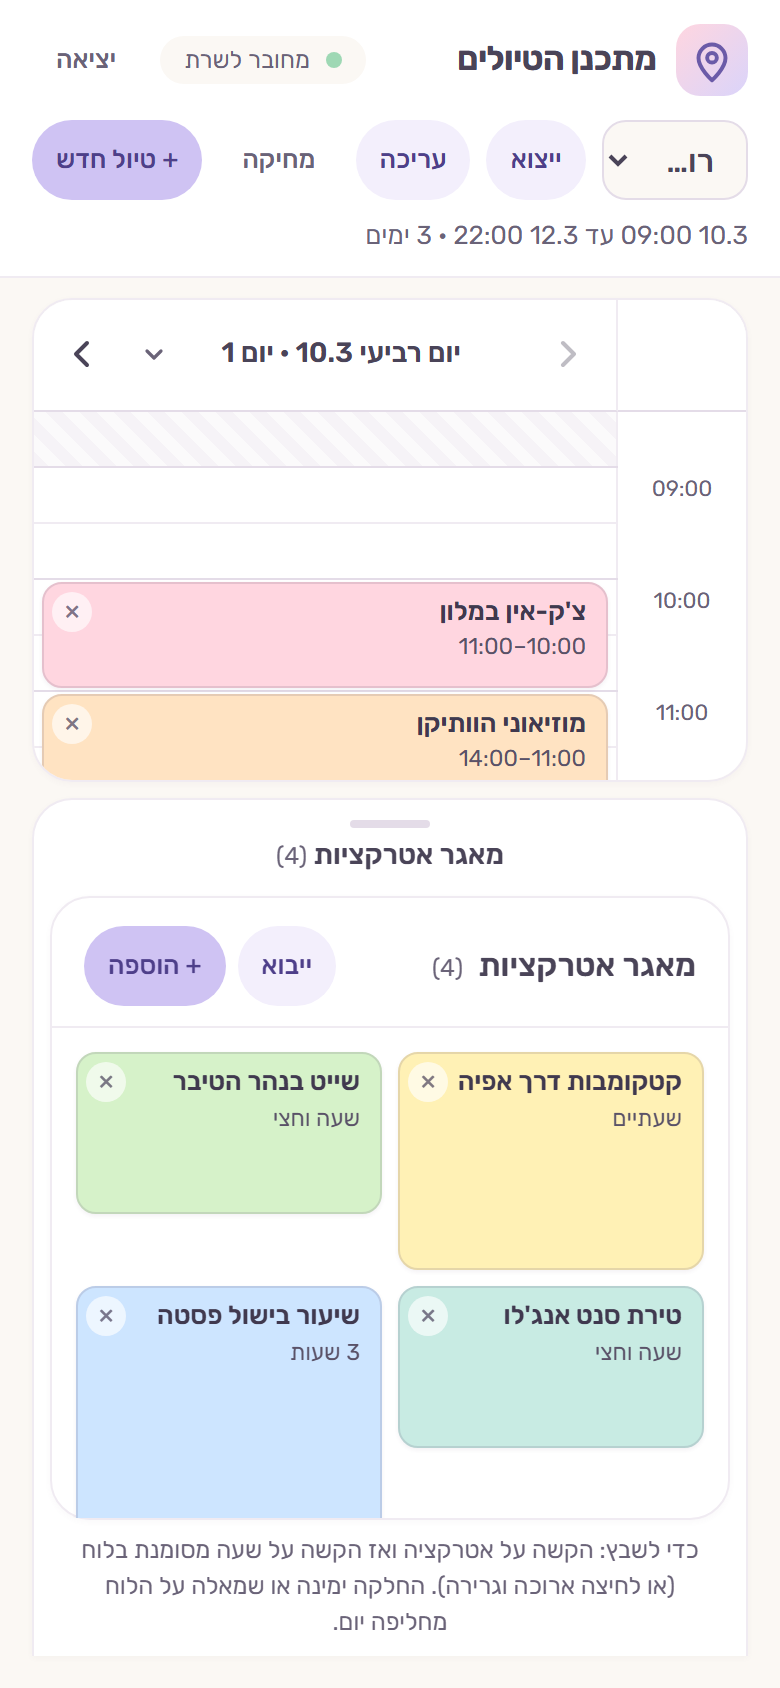 מתכנן הטיולים
מחובר לשרת
יציאה
רו...
ייצוא
עריכה
מחיקה
+ טיול חדש
10.3 09:00 עד 12.3 22:00 • 3 ימים
יום רביעי 10.3 • יום 1
09:00
10:00
צ'ק-אין במלון
10:00–11:00
11:00
מוזיאוני הוותיקן
11:00–14:00
מאגר אטרקציות (4)
מאגר אטרקציות (4)
ייבוא
+ הוספה
קטקומבות דרך אפיה
שעתיים
שייט בנהר הטיבר
שעה וחצי
טירת סנט אנג'לו
שעה וחצי
שיעור בישול פסטה
3 שעות
כדי לשבץ: הקשה על אטרקציה ואז הקשה על שעה מסומנת בלוח
(או לחיצה ארוכה וגרירה). החלקה ימינה או שמאלה על הלוח
מחליפה יום.